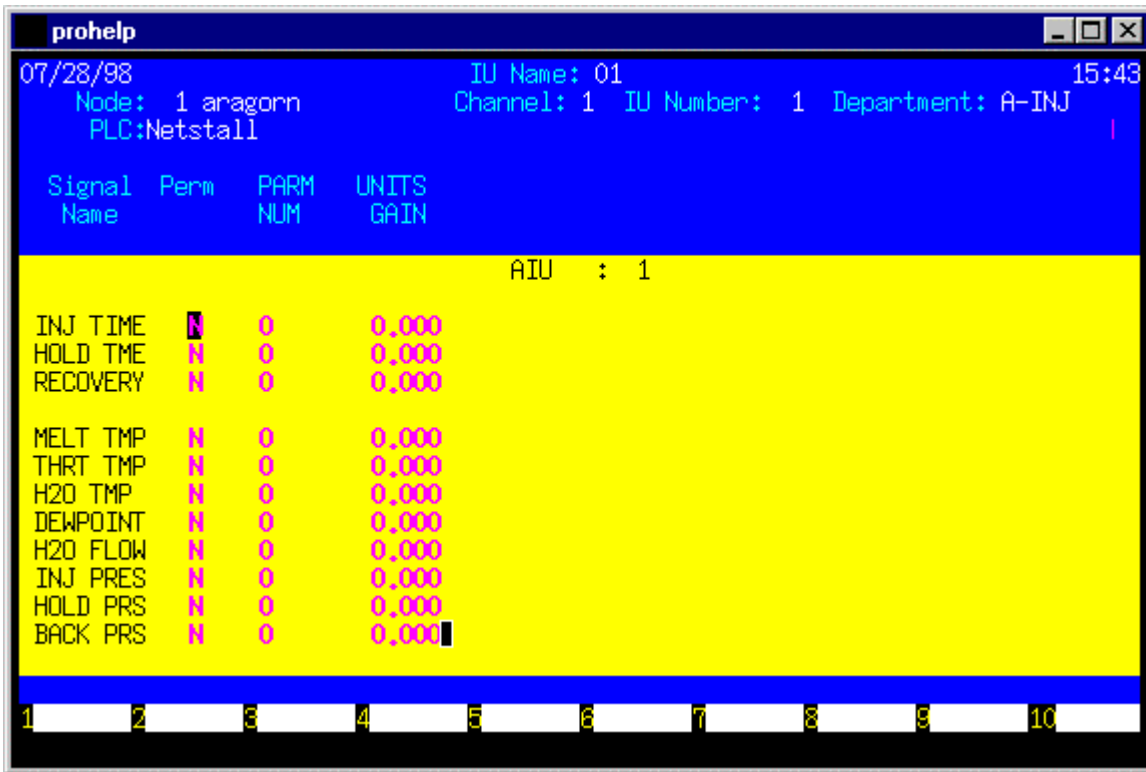 prohelp
07/28/98 IU Name: 01 15:43
Node: 1 aragorn Channel: 1 IU Number: 1 Department: A-INJ
PLC:Netstall
Signal Perm PARM UNITS
Name NUM GAIN
AIU : 1
INJ TIME N 0 0.000
HOLD TME N 0 0.000
RECOVERY N 0 0.000
MELT TMP N 0 0.000
THRT TMP N 0 0.000
H2O TMP N 0 0.000
DEWPOINT N 0 0.000
H2O FLOW N 0 0.000
INJ PRES N 0 0.000
HOLD PRS N 0 0.000
BACK PRS N 0 0.000
1 2 3 4 5 6 7 8 9 10